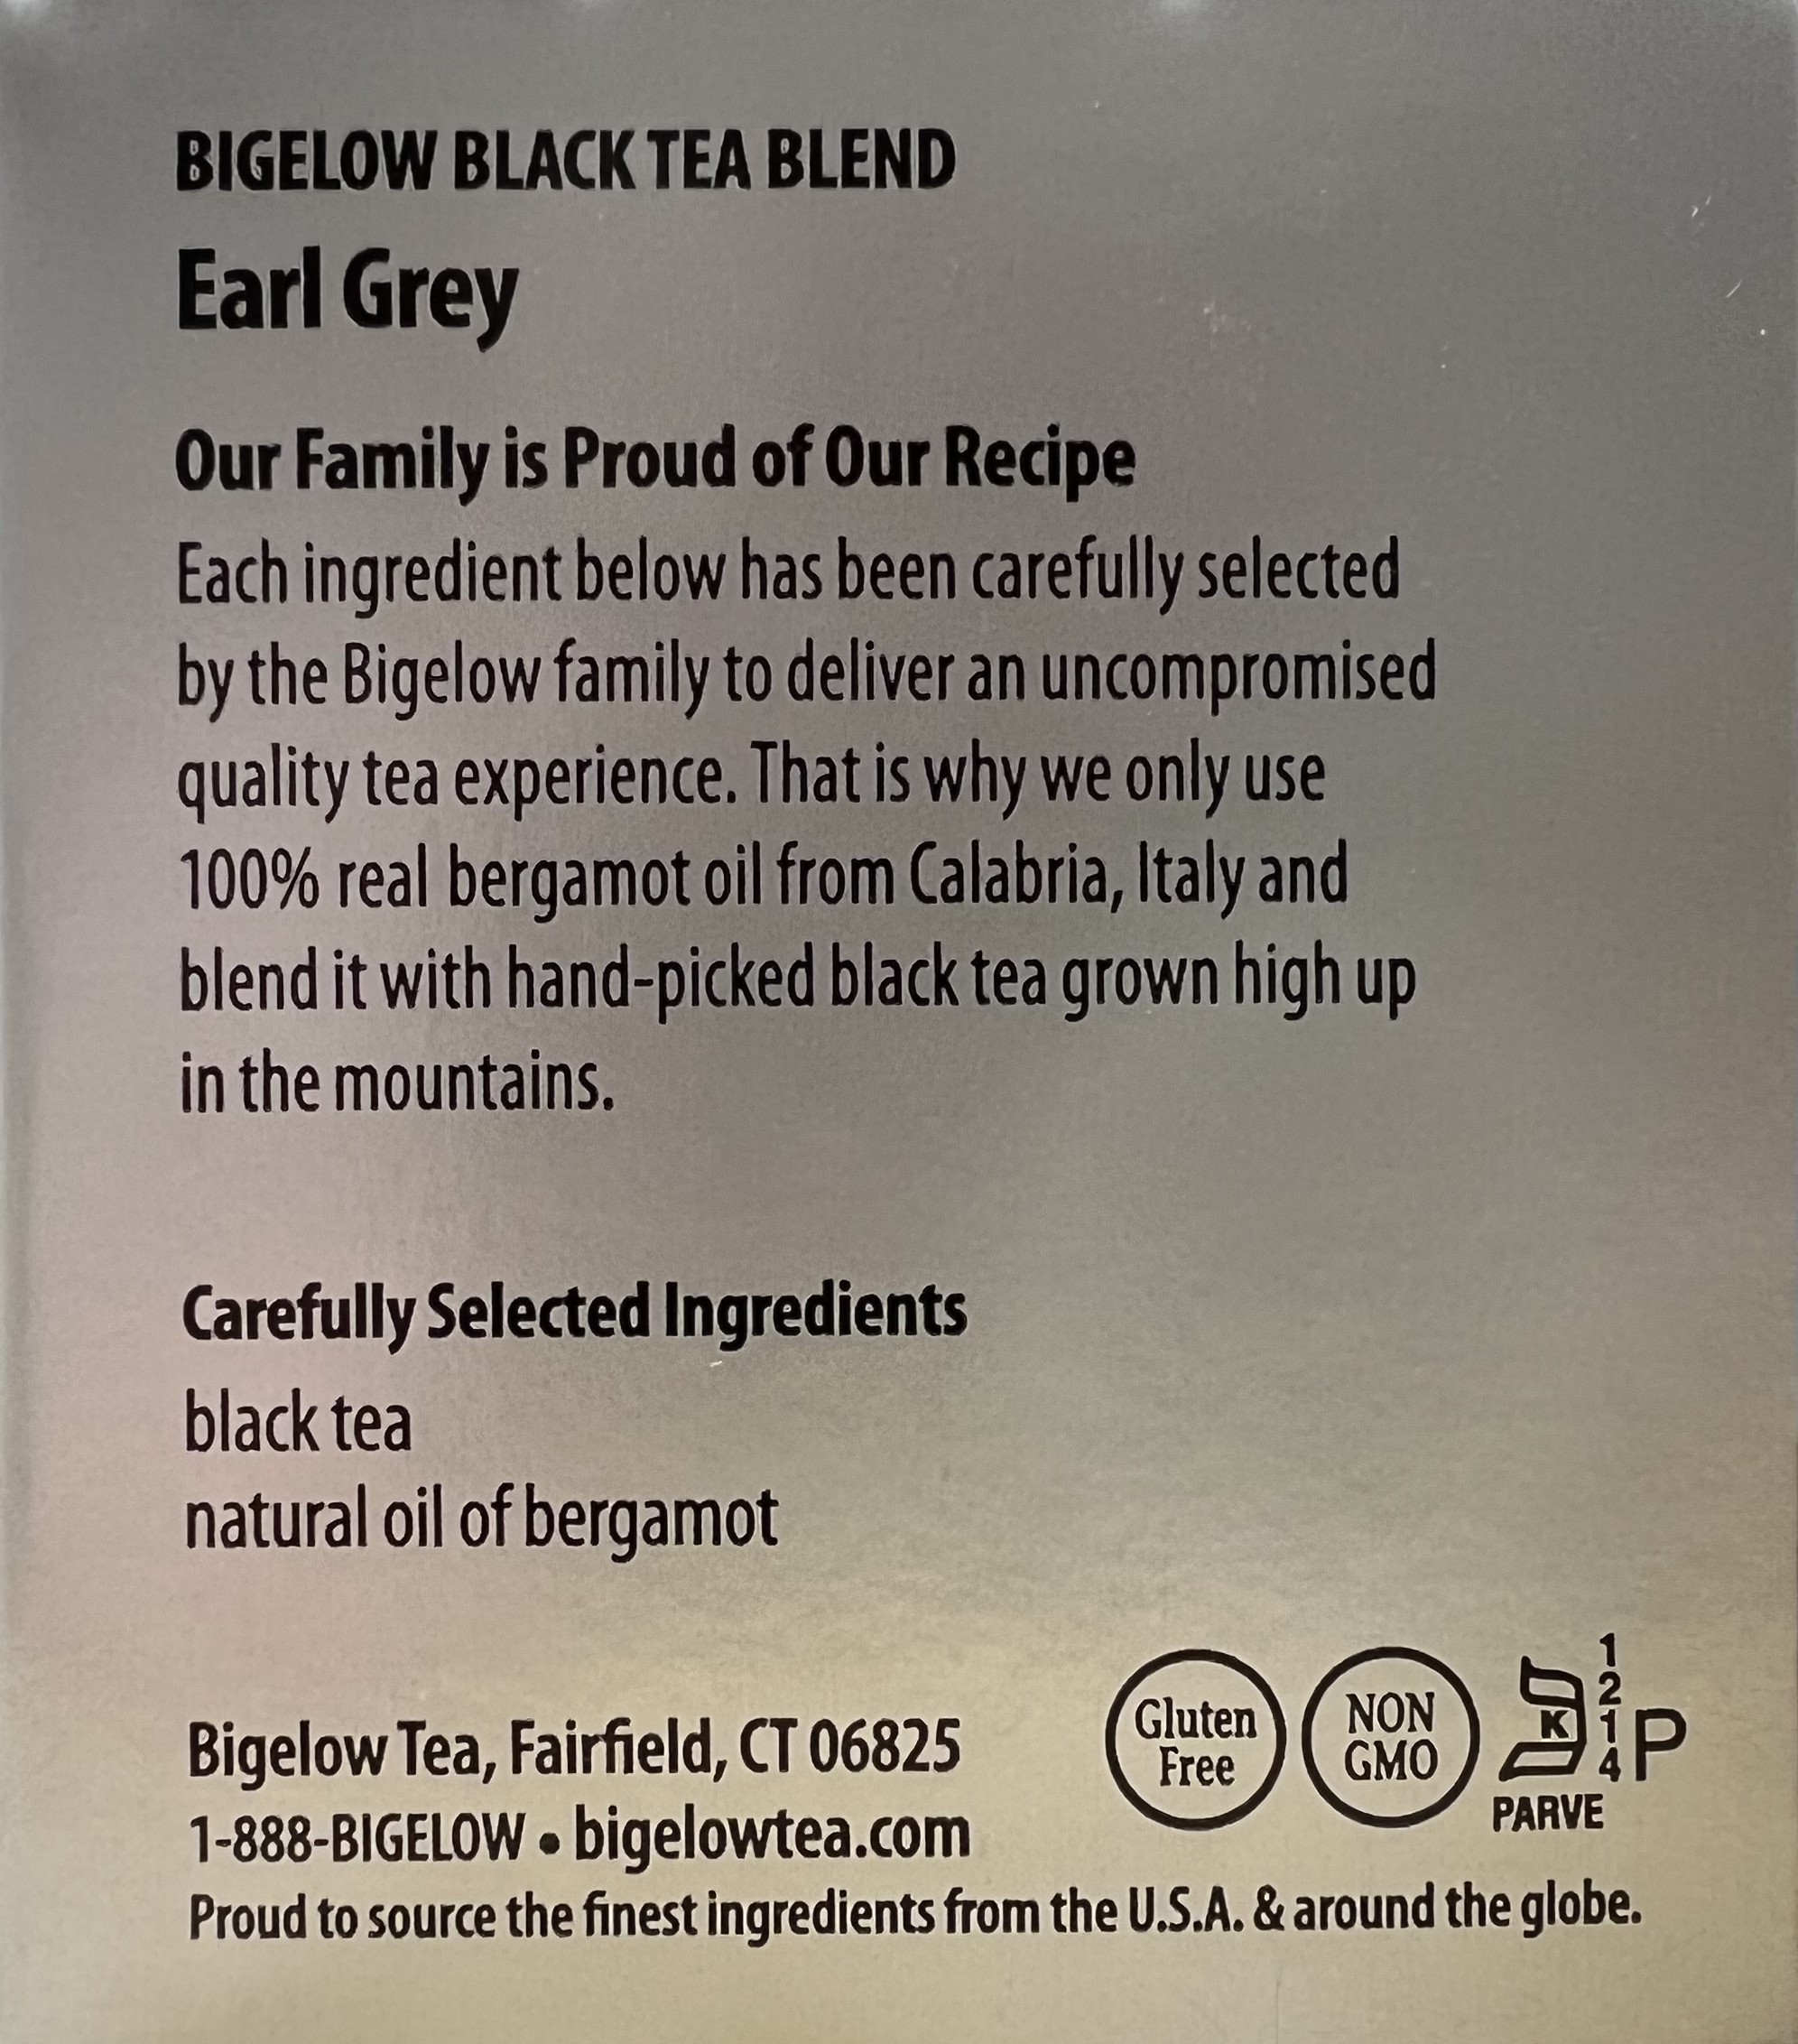 BIGELOW BLACK TEA BLEND
Earl Grey
Our Family is Proud of Our Recipe
Each ingredient below has been carefully selected
by the Bigelow family to deliver an uncompromised
quality tea experience. That is why we only use
100% real bergamot oil from Calabria, Italy and
blend it with hand-picked black tea grown high up
in the mountains.
Carefully Selected Ingredients
black tea
natural oil of bergamot
Bigelow Tea, Fairfield, CT 06825
1-888-BIGELOW • bigelowtea.com
Proud to source the finest ingredients from the U.S.A. & around the globe.
Gluten
Free
NON
GMO
K
1
2
1
4
P
PARVE